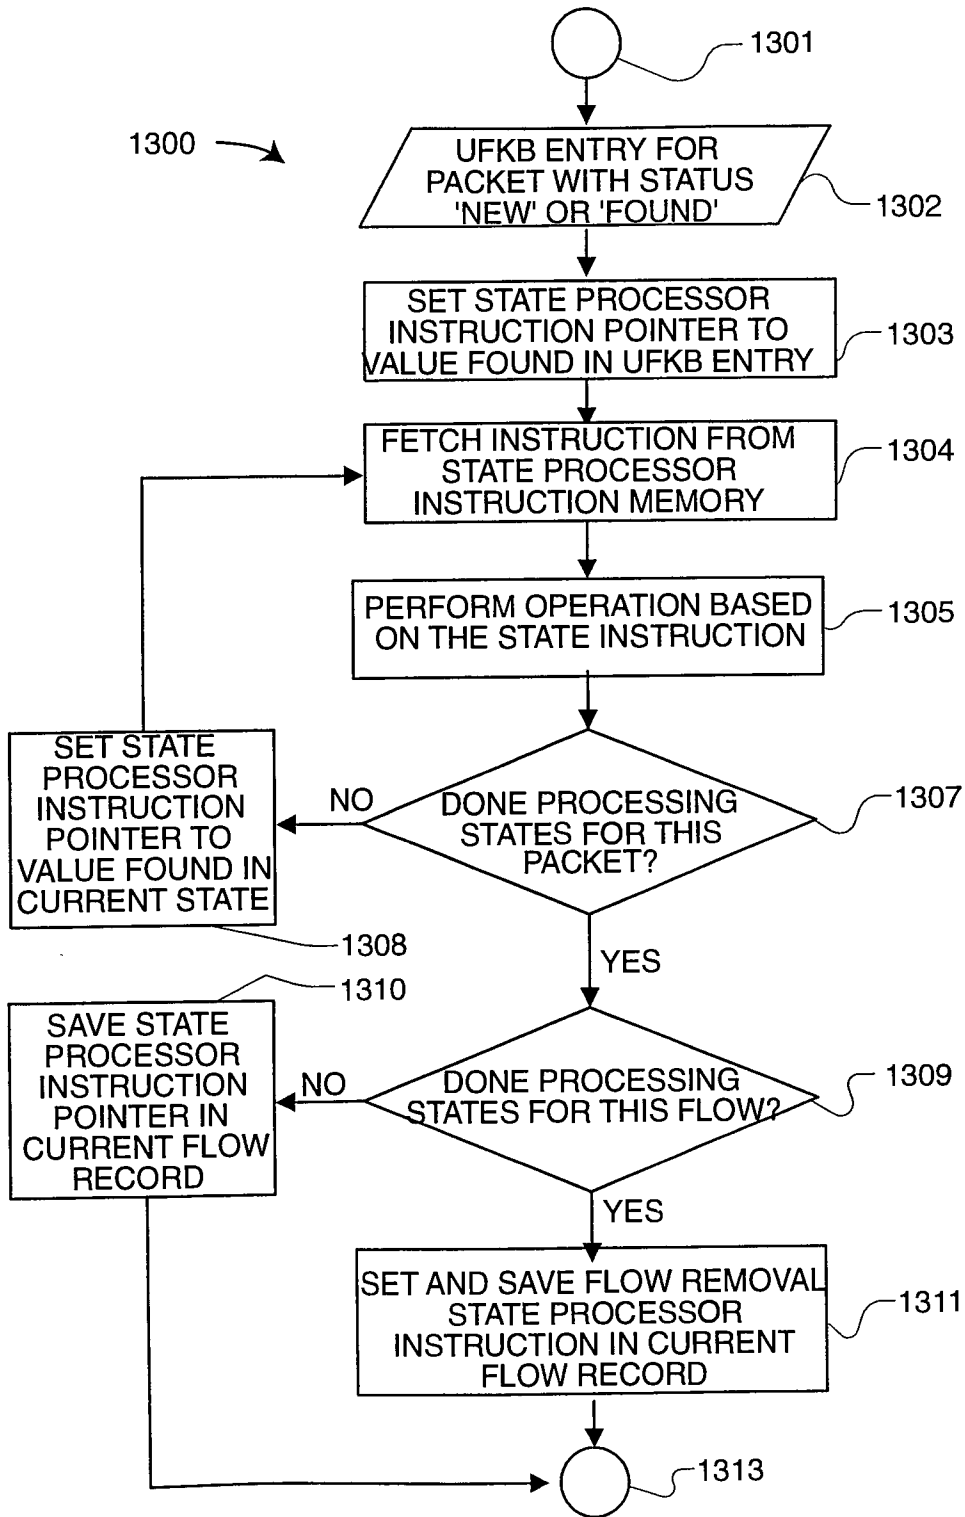 1301
1300
UFKB ENTRY FOR
PACKET WITH STATUS
'NEW' OR 'FOUND'
1302
SET STATE PROCESSOR
INSTRUCTION POINTER TO
VALUE FOUND IN UFKB ENTRY
1303
FETCH INSTRUCTION FROM
STATE PROCESSOR
INSTRUCTION MEMORY
1304
PERFORM OPERATION BASED
ON THE STATE INSTRUCTION
1305
SET STATE
PROCESSOR
INSTRUCTION
POINTER TO
VALUE FOUND IN
CURRENT STATE
1308
NO
DONE PROCESSING
STATES FOR THIS
PACKET?
1307
YES
1310
SAVE STATE
PROCESSOR
INSTRUCTION
POINTER IN
CURRENT FLOW
RECORD
NO
DONE PROCESSING
STATES FOR THIS FLOW?
1309
YES
SET AND SAVE FLOW REMOVAL
STATE PROCESSOR
INSTRUCTION IN CURRENT
FLOW RECORD
1311
1313